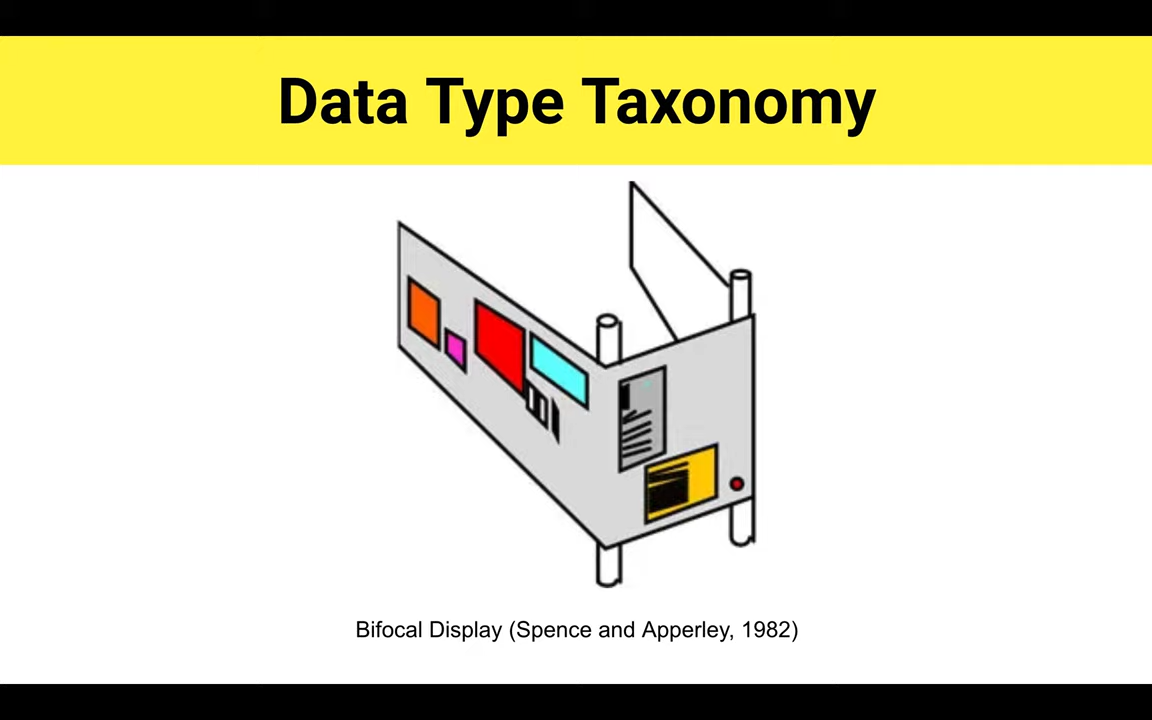 Data Type Taxonomy
Bifocal Display (Spence and Apperley, 1982)